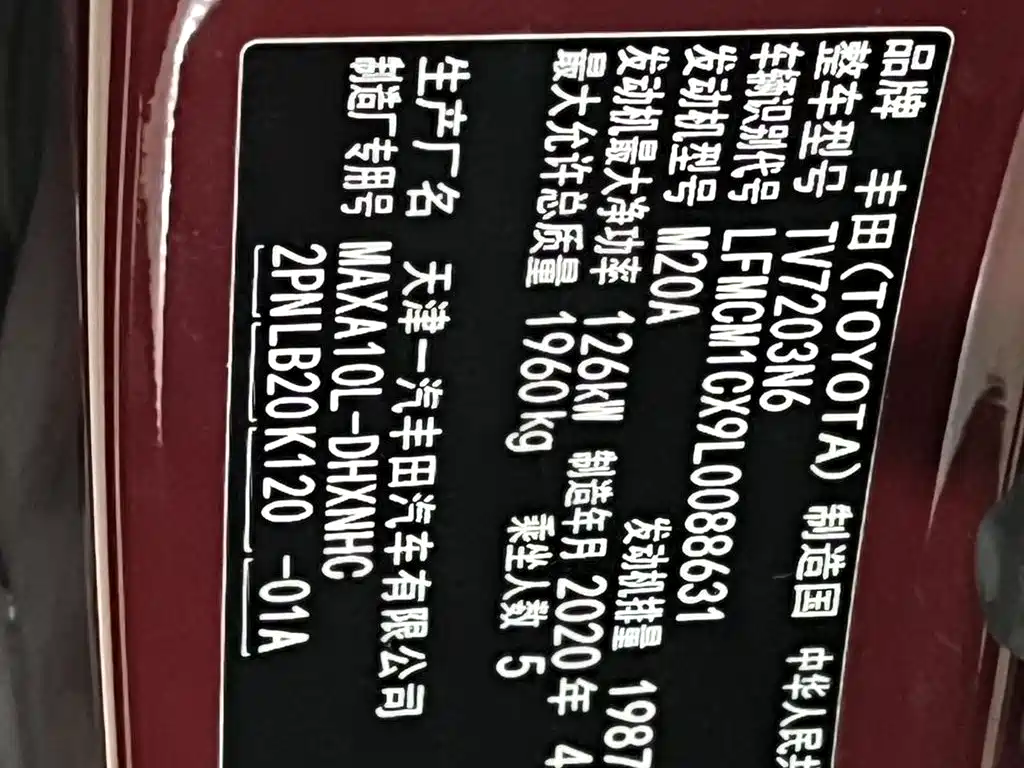 品牌 丰田(TOYOTA) 制造国 中华人民
整车型号 TV7203N6
车辆识别代号 LFMCM1CX9L0088631
发动机型号 M20A 发动机排量 1987
发动机最大净功率 126kW 制造年月 2020年 4
最大允许总质量 1960kg 乘坐人数 5
生产厂名 天津一汽丰田汽车有限公司
制造厂专用号 MAXA10L-DHXNHC
2PNLB20K120 -01A